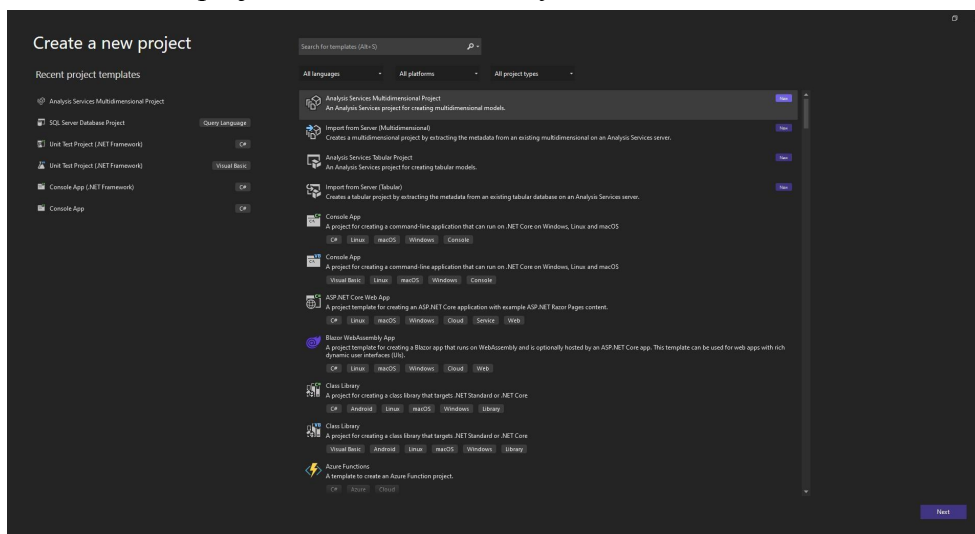 Create a new project
Recent project templates
Analysis Services Multidimensional Project
SQL Server Database Project Query Language
Unit Test Project (.NET Framework) C#
Unit Test Project (.NET Framework) Visual Basic
Console App (.NET Framework) C#
Console App C#
Search for templates (Alt+S)
All languages All platforms All project types
Analysis Services Multidimensional Project New
An Analysis Services project for creating multidimensional models.
Import from Server (Multidimensional) New
Creates a multidimensional project by extracting the metadata from an existing multidimensional on an Analysis Services server.
Analysis Services Tabular Project New
An Analysis Services project for creating tabular models.
Import from Server (Tabular) New
Creates a tabular project by extracting the metadata from an existing tabular database on an Analysis Services server.
Console App
A project for creating a command-line application that can run on .NET Core on Windows, Linux and macOS
C# Linux macOS Windows Console
Console App
A project for creating a command-line application that can run on .NET Core on Windows, Linux and macOS
Visual Basic Linux macOS Windows Console
ASP.NET Core Web App
A project template for creating an ASP.NET Core application with example ASP.NET Razor Pages content.
C# Linux macOS Windows Cloud Service Web
Blazor WebAssembly App
A project template for creating a Blazor app that runs on WebAssembly and is optionally hosted by an ASP.NET Core app. This template can be used for web apps with rich
dynamic user interfaces (UIs).
C# Linux macOS Windows Cloud Web
Class Library
A project for creating a class library that targets .NET Standard or .NET Core
C# Android Linux macOS Windows Library
Class Library
A project for creating a class library that targets .NET Standard or .NET Core
Visual Basic Android Linux macOS Windows Library
Azure Functions
A template to create an Azure Function project.
C# Azure Cloud
Next